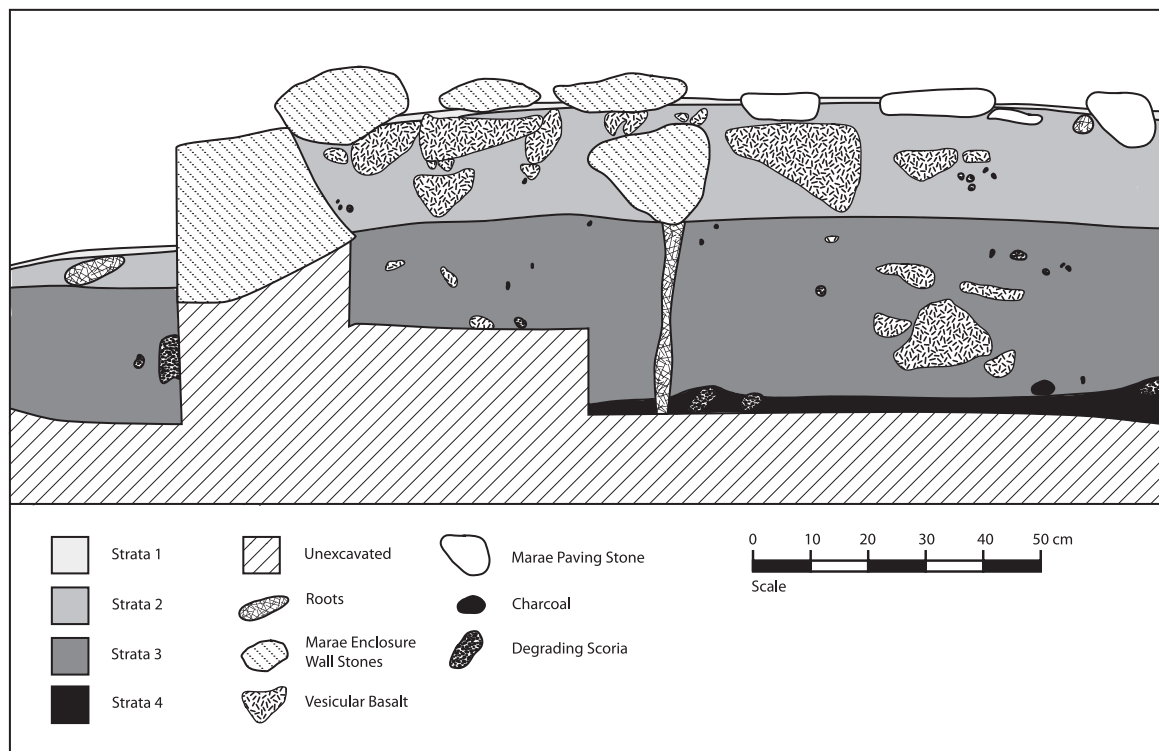 Strata 1
Strata 2
Strata 3
Strata 4
Unexcavated
Roots
Marae Enclosure
Wall Stones
Vesicular Basalt
Marae Paving Stone
Charcoal
Degrading Scoria
0 10 20 30 40 50 cm
Scale